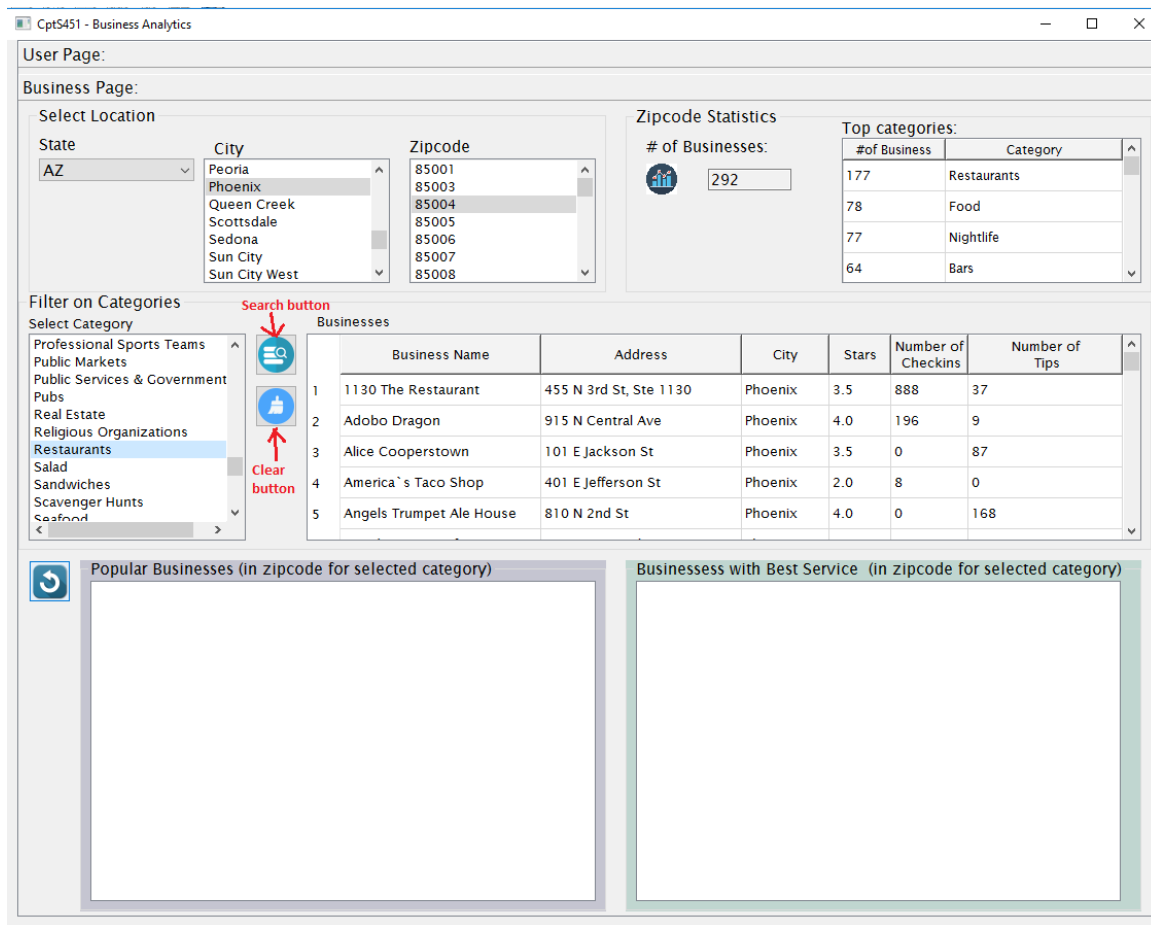 CptS451 - Business Analytics
User Page:
Business Page:
Select Location
State
AZ
City
Peoria
Phoenix
Queen Creek
Scottsdale
Sedona
Sun City
Sun City West
Zipcode
85001
85003
85004
85005
85006
85007
85008
Zipcode Statistics
# of Businesses:
292
Top categories:
#of Business Category
177 Restaurants
78 Food
77 Nightlife
64 Bars
Filter on Categories
Select Category
Professional Sports Teams
Public Markets
Public Services & Government
Pubs
Real Estate
Religious Organizations
Restaurants
Salad
Sandwiches
Scavenger Hunts
Seafood
Search button
Clear
button
Businesses
Business Name Address City Stars Number of Checkins Number of Tips
1 1130 The Restaurant 455 N 3rd St, Ste 1130 Phoenix 3.5 888 37
2 Adobo Dragon 915 N Central Ave Phoenix 4.0 196 9
3 Alice Cooperstown 101 E Jackson St Phoenix 3.5 0 87
4 America`s Taco Shop 401 E Jefferson St Phoenix 2.0 8 0
5 Angels Trumpet Ale House 810 N 2nd St Phoenix 4.0 0 168
Popular Businesses (in zipcode for selected category)
Businessess with Best Service (in zipcode for selected category)